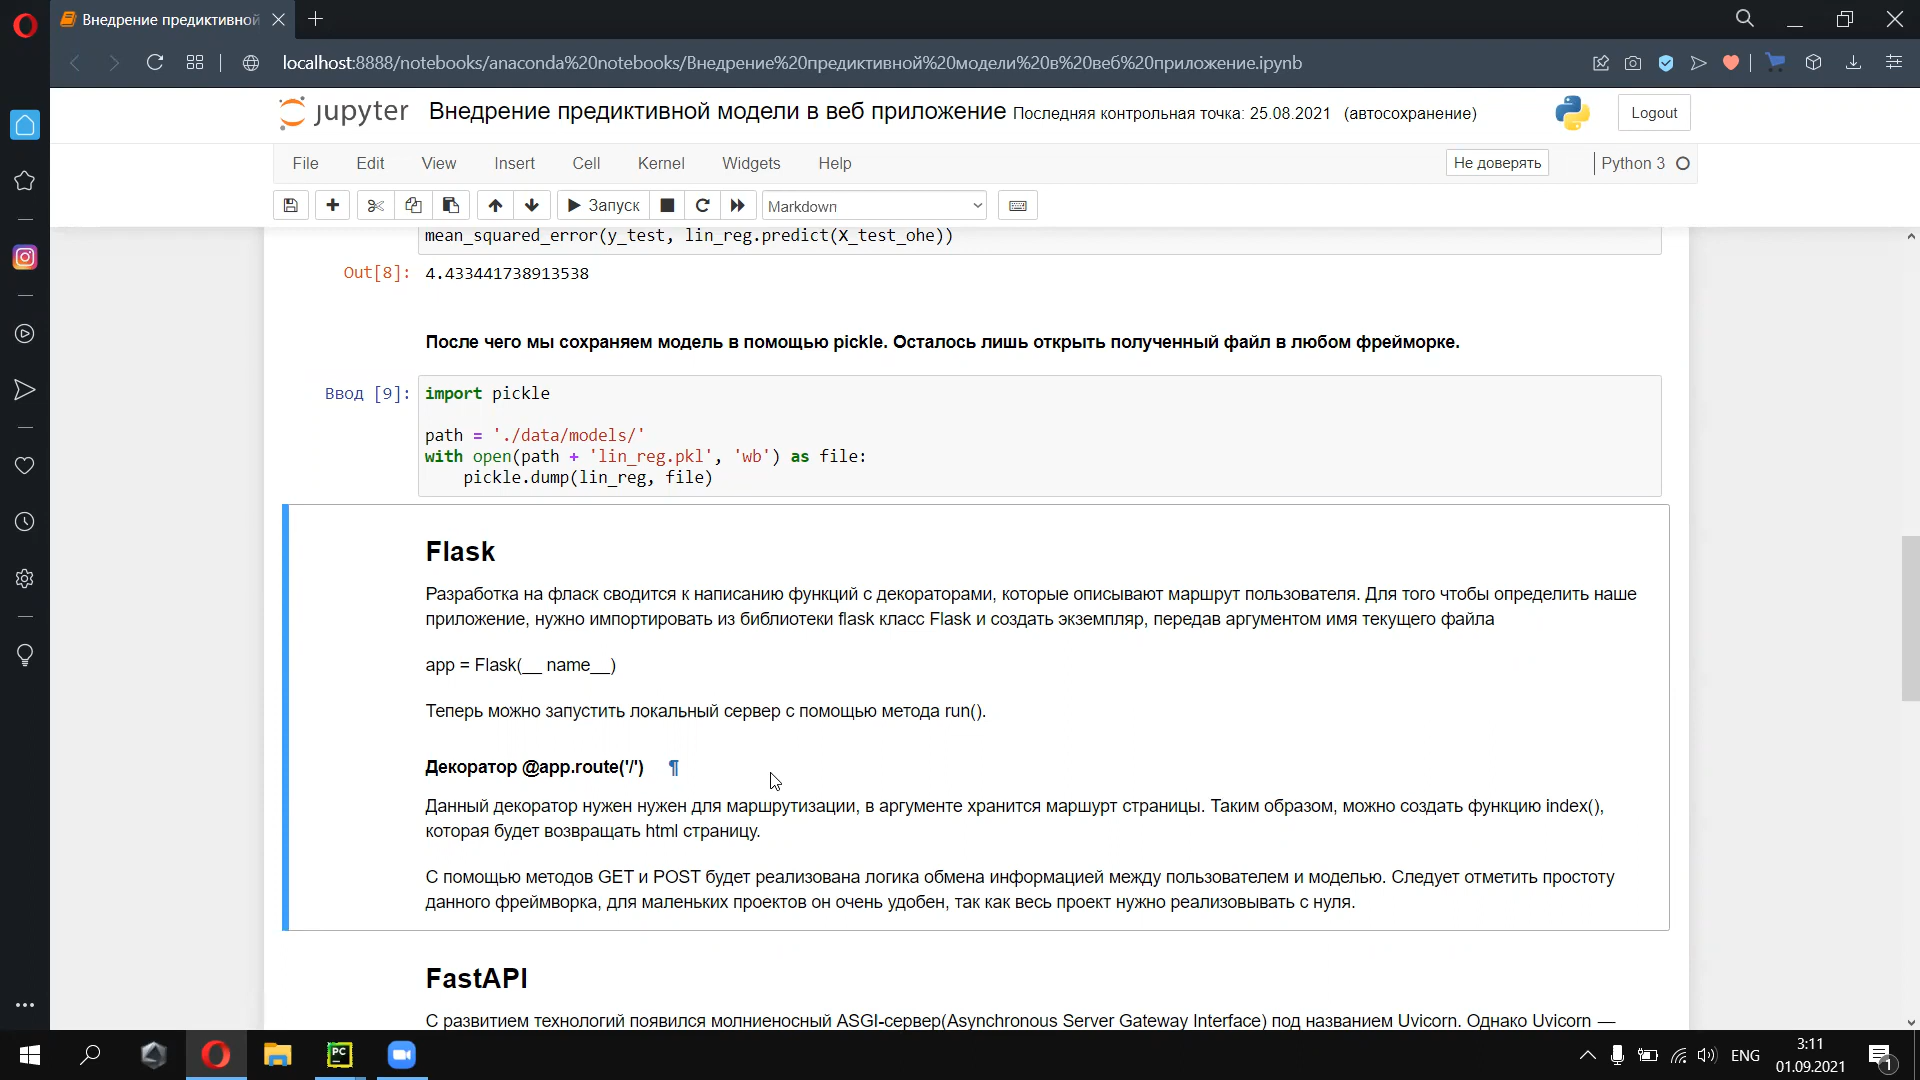 Внедрение предиктивной
localhost:8888/notebooks/anaconda%20notebooks/Внедрение%20предиктивной%20модели%20в%20веб%20приложение.ipynb
jupyter Внедрение предиктивной модели в веб приложение Последняя контрольная точка: 25.08.2021 (автосохранение) Logout
File Edit View Insert Cell Kernel Widgets Help Не доверять Python 3
Запуск Markdown
mean_squared_error(y_test, lin_reg.predict(X_test_ohe))
Out[8]: 4.433441738913538
После чего мы сохраняем модель в помощью pickle. Осталось лишь открыть полученный файл в любом фрейморке.
Ввод [9]: import pickle
path = './data/models/'
with open(path + 'lin_reg.pkl', 'wb') as file:
pickle.dump(lin_reg, file)
Flask
Разработка на фласк сводится к написанию функций с декораторами, которые описывают маршрут пользователя. Для того чтобы определить наше
приложение, нужно импортировать из библиотеки flask класс Flask и создать экземпляр, передав аргументом имя текущего файла
app = Flask(__ name__)
Теперь можно запустить локальный сервер с помощью метода run().
Декоратор @app.route('/') ¶
Данный декоратор нужен нужен для маршрутизации, в аргументе хранится маршурт страницы. Таким образом, можно создать функцию index(),
которая будет возвращать html страницу.
С помощью методов GET и POST будет реализована логика обмена информацией между пользователем и моделью. Следует отметить простоту
данного фреймворка, для маленьких проектов он очень удобен, так как весь проект нужно реализовывать с нуля.
FastAPI
С развитием технологий появился молниеносный ASGI-сервер(Asynchronous Server Gateway Interface) под названием Uvicorn. Однако Uvicorn —
PC
ENG
3:11
01.09.2021
1